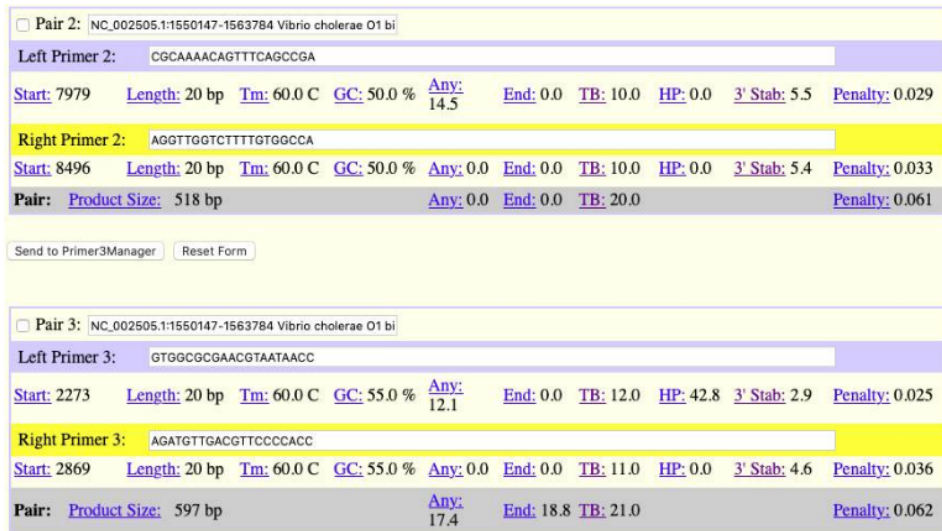 Pair 2: NC_002505.1:1550147-1563784 Vibrio cholerae O1 bi
Left Primer 2: CGCAAAACAGTTTCAGCCGA
Start: 7979 Length: 20 bp Tm: 60.0 C GC: 50.0 % Any: 14.5 End: 0.0 TB: 10.0 HP: 0.0 3' Stab: 5.5 Penalty: 0.029
Right Primer 2: AGGTTGGTCTTTTGTGGCCA
Start: 8496 Length: 20 bp Tm: 60.0 C GC: 50.0 % Any: 0.0 End: 0.0 TB: 10.0 HP: 0.0 3' Stab: 5.4 Penalty: 0.033
Pair: Product Size: 518 bp Any: 0.0 End: 0.0 TB: 20.0 Penalty: 0.061
Send to Primer3Manager Reset Form
Pair 3: NC_002505.1:1550147-1563784 Vibrio cholerae O1 bi
Left Primer 3: GTGGCGCGAACGTAATAACC
Start: 2273 Length: 20 bp Tm: 60.0 C GC: 55.0 % Any: 12.1 End: 0.0 TB: 12.0 HP: 42.8 3' Stab: 2.9 Penalty: 0.025
Right Primer 3: AGATGTTGACGTTCCCCACC
Start: 2869 Length: 20 bp Tm: 60.0 C GC: 55.0 % Any: 0.0 End: 0.0 TB: 11.0 HP: 0.0 3' Stab: 4.6 Penalty: 0.036
Pair: Product Size: 597 bp Any: 17.4 End: 18.8 TB: 21.0 Penalty: 0.062